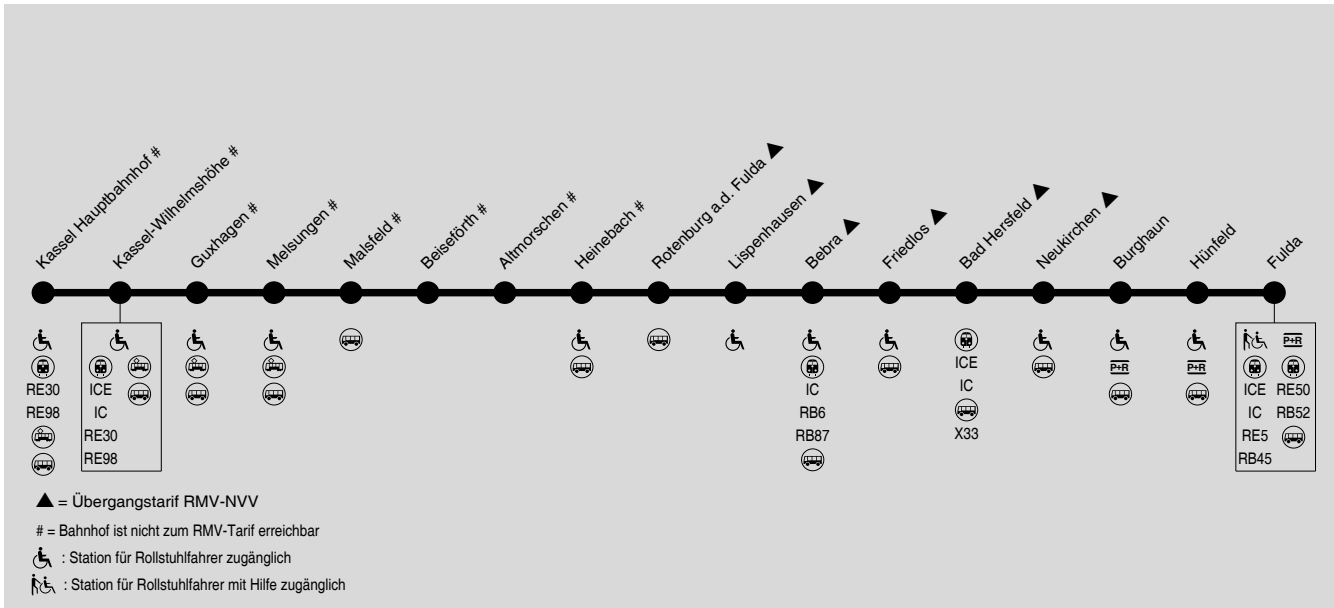 Kassel Hauptbahnhof #
Kassel-Wilhelmshöhe #
Guxhagen #
Melsungen #
Malsfeld #
Beiseförth #
Altmorschen #
Heinebach #
Rotenburg a.d. Fulda ▲
Lispenhausen ▲
Bebra ▲
Friedlos ▲
Bad Hersfeld ▲
Neukirchen ▲
Burghaun
Hünfeld
Fulda
RE30
RE98
ICE
IC
RE30
RE98
IC
RB6
RB87
ICE
IC
X33
P+R
P+R
P+R
ICE RE50
IC RB52
RE5
RB45
▲ = Übergangstarif RMV-NVV
# = Bahnhof ist nicht zum RMV-Tarif erreichbar
: Station für Rollstuhlfahrer zugänglich
: Station für Rollstuhlfahrer mit Hilfe zugänglich